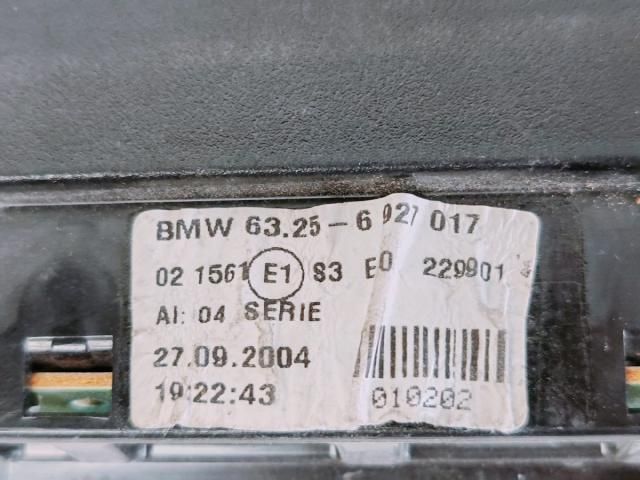 BMW 63.25-6 927 017
02 1561 E1 S3 E0 229901
AI: 04 SERIE
27.09.2004
19:22:43
010202